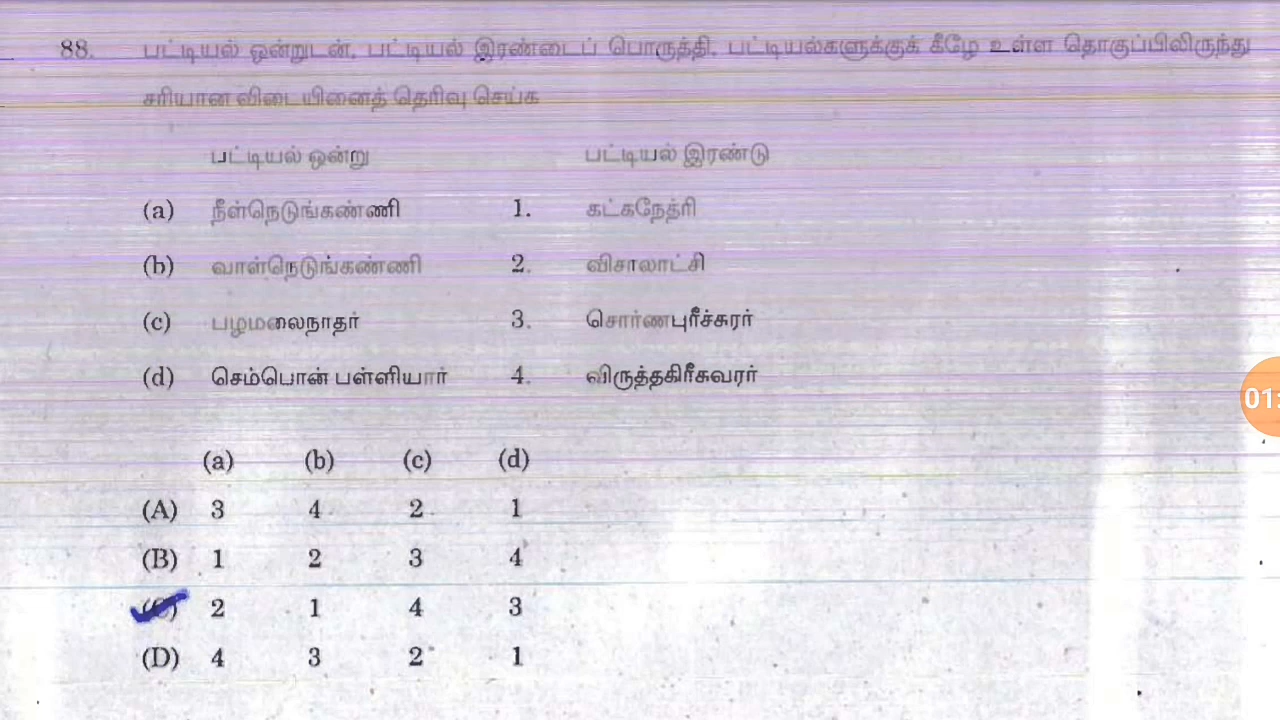 88. பட்டியல் ஒன்றுடன், பட்டியல் இரண்டைப் பொருத்தி, பட்டியல்களுக்குக் கீழே உள்ள தொகுப்பிலிருந்து
சரியான விடையினைத் தெரிவு செய்க
பட்டியல் ஒன்று பட்டியல் இரண்டு
(a) நீள்நெடுங்கண்ணி 1. கட்கநேத்ரி
(b) வாள்நெடுங்கண்ணி 2. விசாலாட்சி
(c) பழமலைநாதர் 3. சொர்ணபுரீச்சுரர்
(d) செம்பொன் பள்ளியார் 4. விருத்தகிரீசுவரர்
(a) (b) (c) (d)
(A) 3 4 2 1
(B) 1 2 3 4
(C) 2 1 4 3
(D) 4 3 2 1
01: